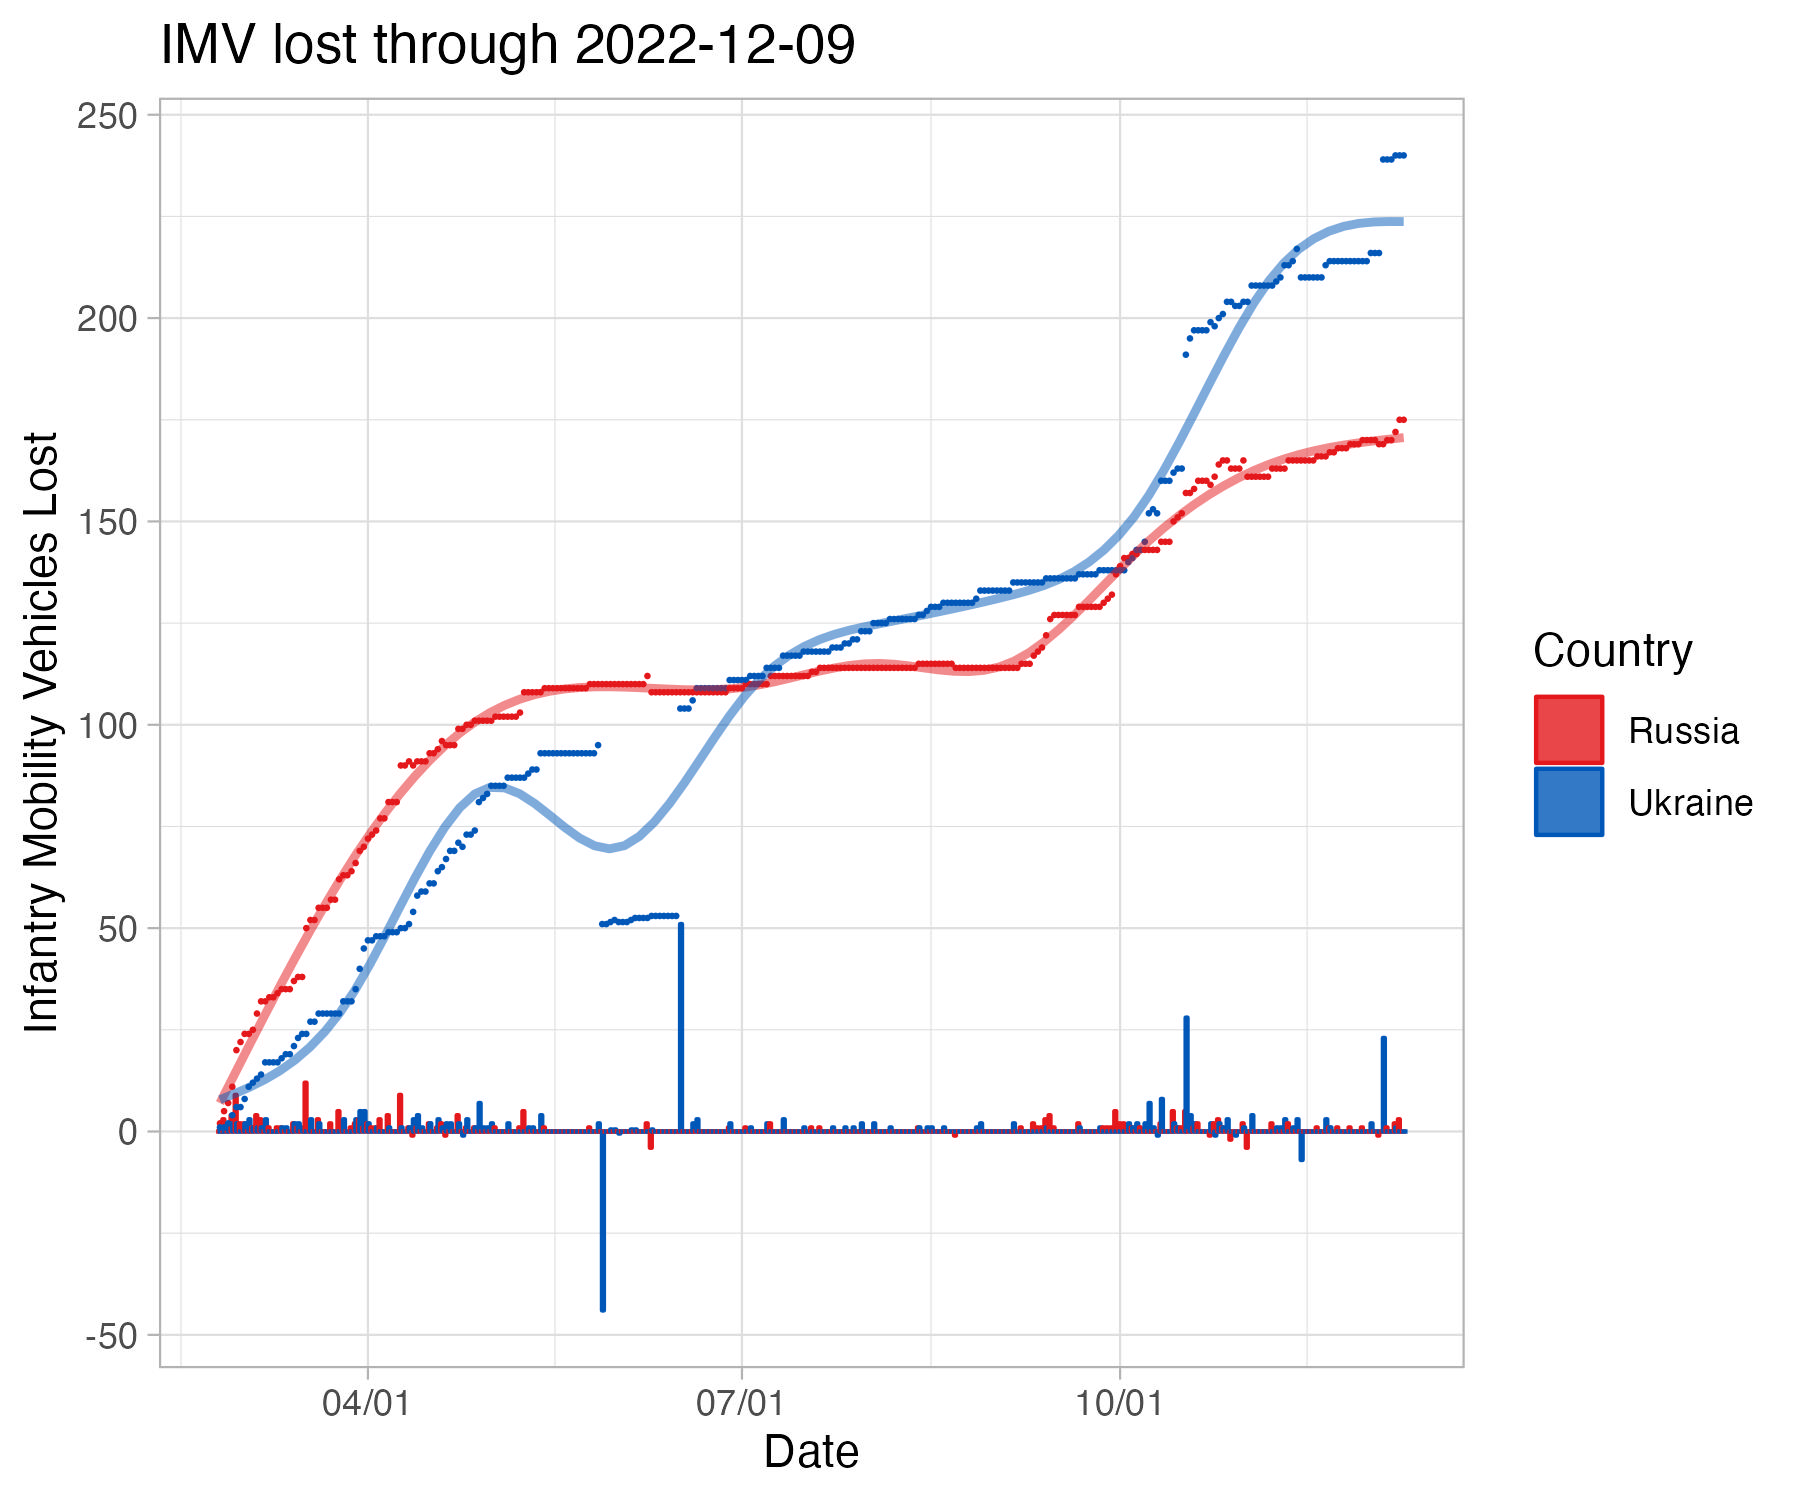 IMV lost through 2022-12-09
Infantry Mobility Vehicles Lost
250
200
150
100
50
0
-50
04/01
07/01
10/01
Date
Country
Russia
Ukraine